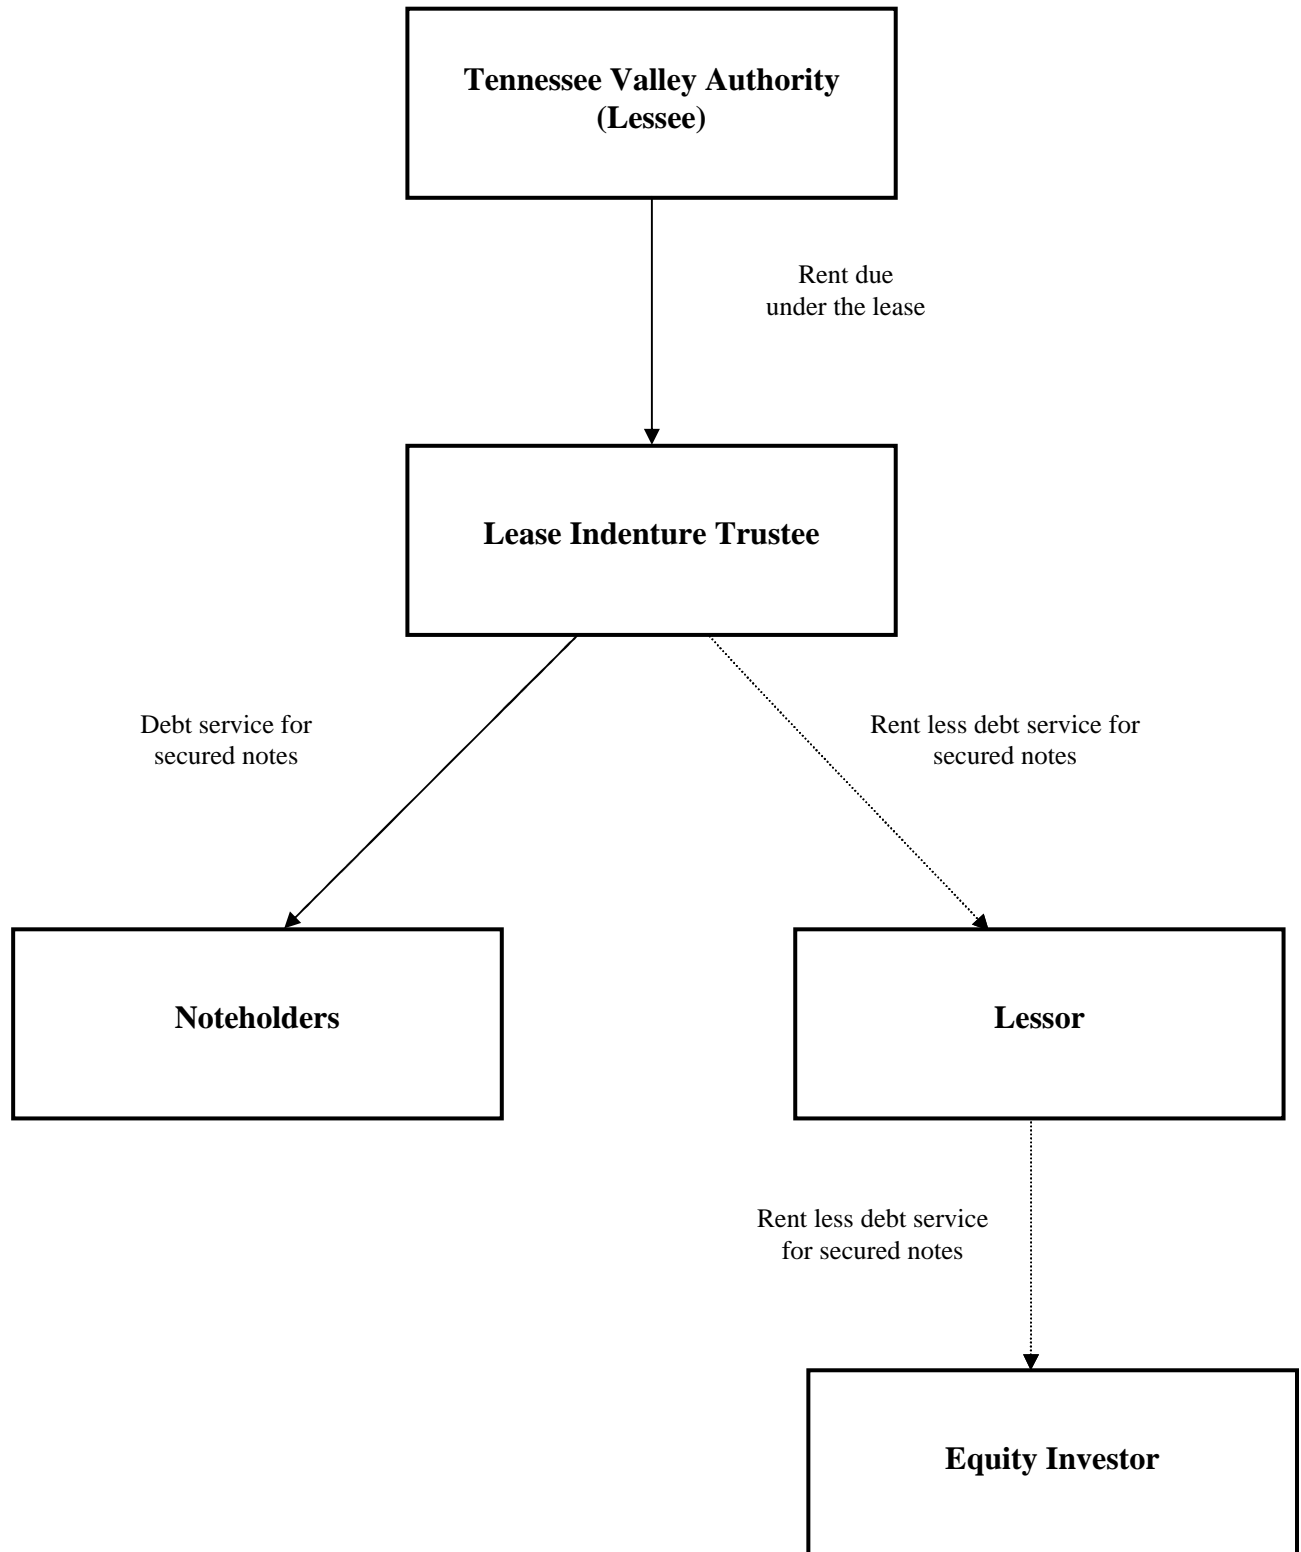 Tennessee Valley Authority
(Lessee)
Rent due
under the lease
Lease Indenture Trustee
Debt service for
secured notes
Rent less debt service for
secured notes
Noteholders
Lessor
Rent less debt service
for secured notes
Equity Investor